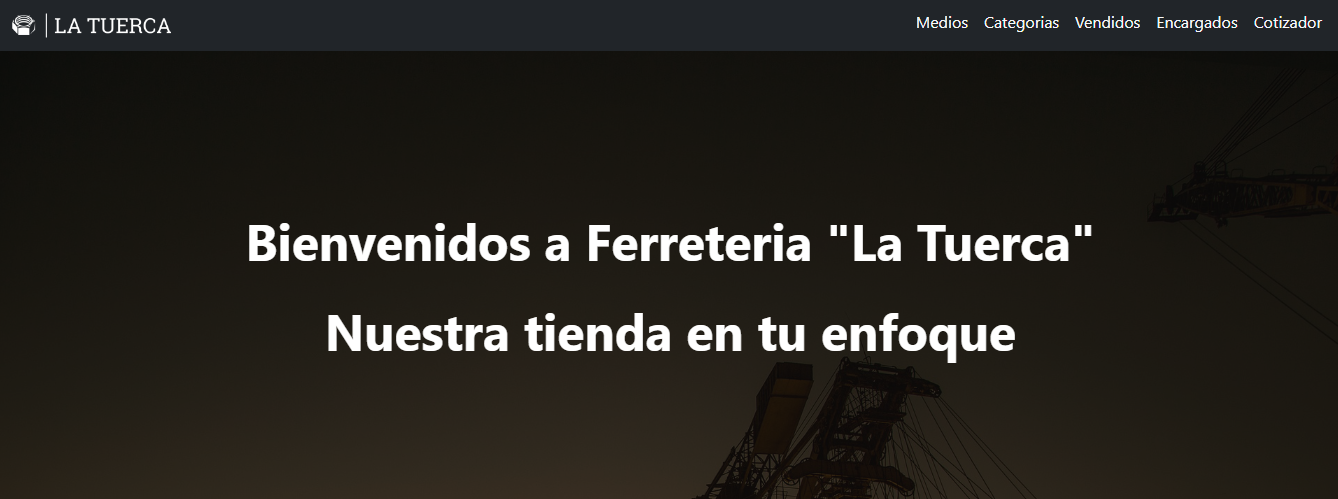 LA TUERCA
Medios Categorias Vendidos Encargados Cotizador
Bienvenidos a Ferreteria "La Tuerca"
Nuestra tienda en tu enfoque